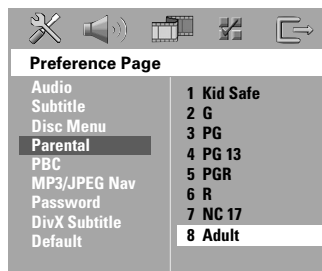 Preference Page
Audio
Subtitle
Disc Menu
Parental
PBC
MP3/JPEG Nav
Password
DivX Subtitle
Default
1 Kid Safe
2 G
3 PG
4 PG 13
5 PGR
6 R
7 NC 17
8 Adult